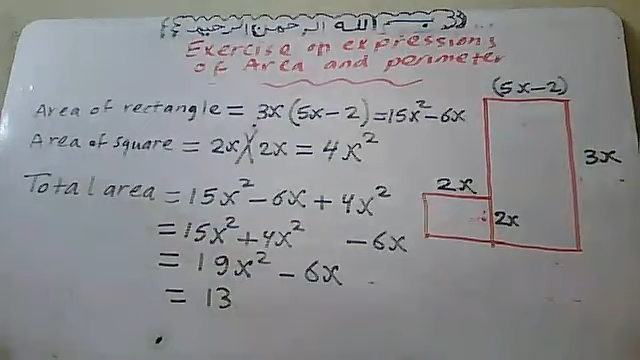 بسم الله الرحمن الرحيم
Exercise on expressions
of Area and perimeter
(5x-2)
Area of rectangle = 3x(5x-2)=15x²-6x
Area of square = 2x X 2x = 4x²
3x
2x
2x
Total area = 15x²-6x+4x²
= 15x²+4x² -6x
= 19x² - 6x
= 13